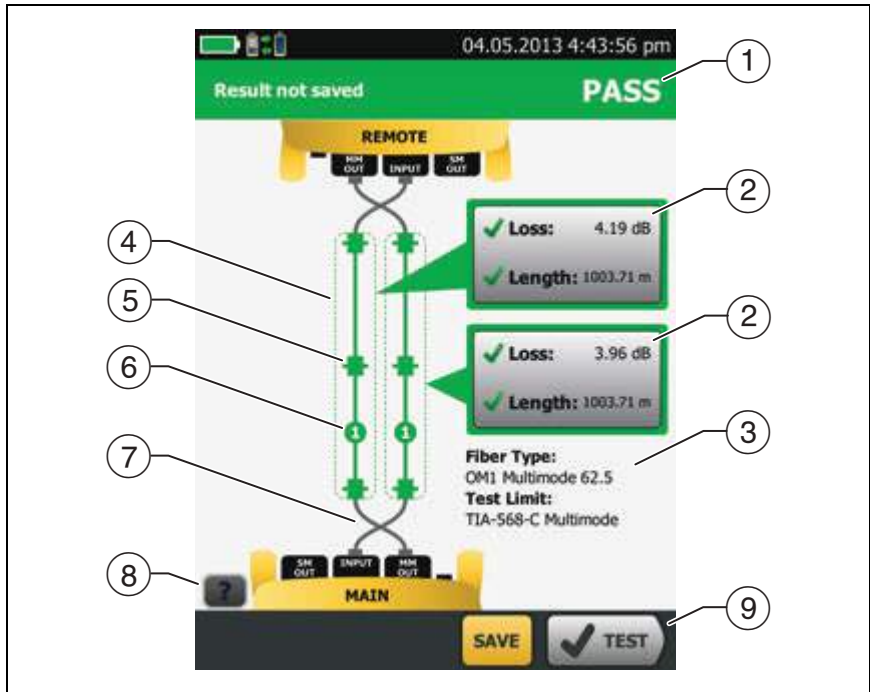 04.05.2013 4:43:56 pm
1
Result not saved
PASS
REMOTE
MM OUT
INPUT
SM OUT
2
Loss: 4.19 dB
Length: 1003.71 m
4
5
2
Loss: 3.96 dB
Length: 1003.71 m
6
1
1
3
Fiber Type:
OM1 Multimode 62.5
Test Limit:
TIA-568-C Multimode
7
SM OUT
INPUT
MM OUT
8
?
MAIN
9
SAVE
TEST